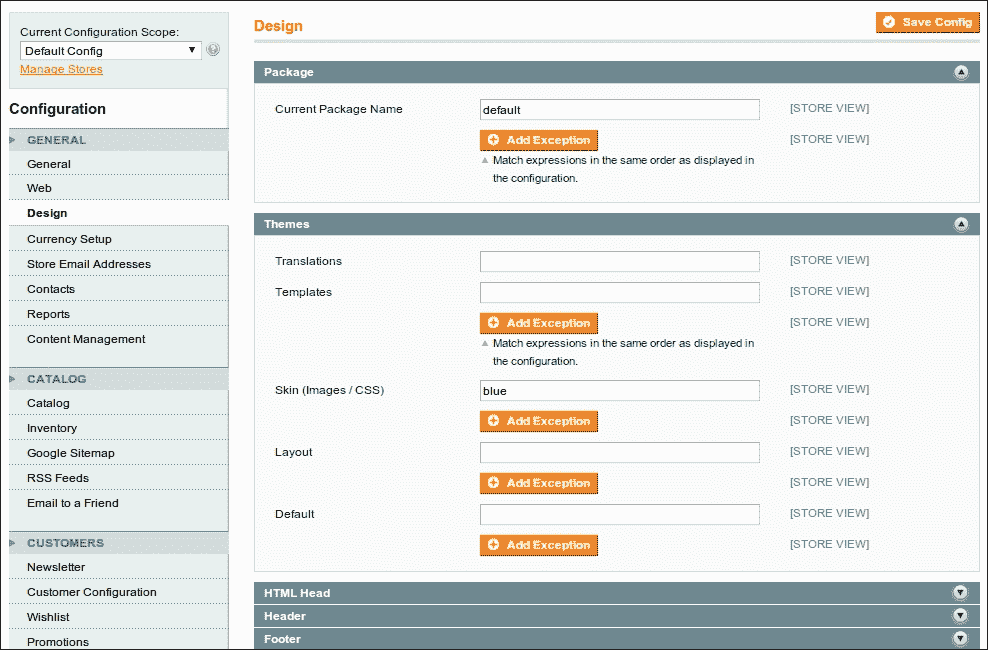 Current Configuration Scope:
Default Config
Manage Stores
Configuration
GENERAL
General
Web
Design
Currency Setup
Store Email Addresses
Contacts
Reports
Content Management
CATALOG
Catalog
Inventory
Google Sitemap
RSS Feeds
Email to a Friend
CUSTOMERS
Newsletter
Customer Configuration
Wishlist
Promotions
Design
Save Config
Package
Current Package Name default [STORE VIEW]
Add Exception [STORE VIEW]
Match expressions in the same order as displayed in
the configuration.
Themes
Translations [STORE VIEW]
Templates [STORE VIEW]
Add Exception [STORE VIEW]
Match expressions in the same order as displayed in
the configuration.
Skin (Images / CSS) blue [STORE VIEW]
Add Exception [STORE VIEW]
Layout [STORE VIEW]
Add Exception [STORE VIEW]
Default [STORE VIEW]
Add Exception [STORE VIEW]
HTML Head
Header
Footer